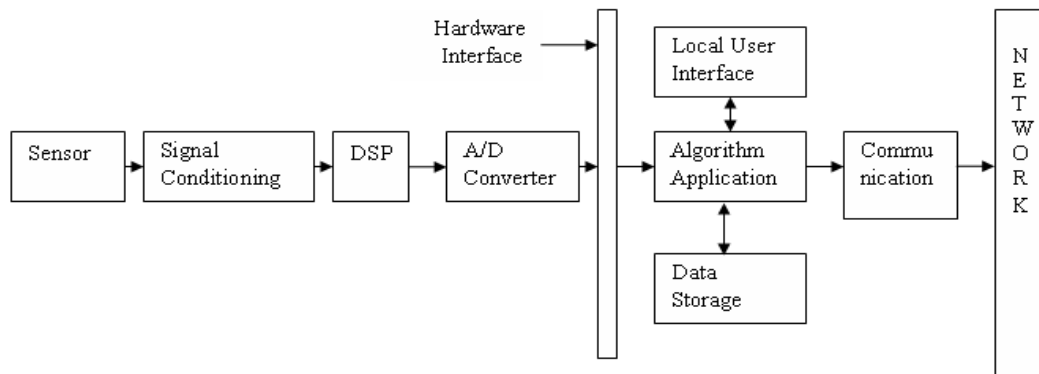 Hardware
Interface
Local User
Interface
Sensor
Signal
Conditioning
DSP
A/D
Converter
Algorithm
Application
Commu
nication
Data
Storage
N
E
T
W
O
R
K